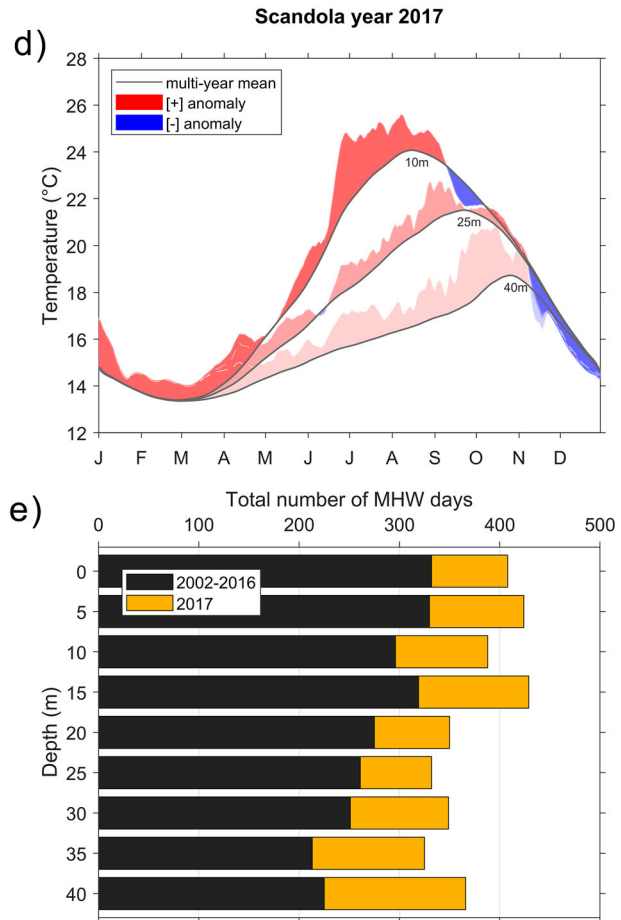 Scandola year 2017
d)
28
26
24
22
20
18
16
14
12
Temperature (°C)
multi-year mean
[+] anomaly
[-] anomaly
10m
25m
40m
J F M A M J J A S O N D
e)
Total number of MHW days
0 100 200 300 400 500
2002-2016
2017
0
5
10
15
20
25
30
35
40
Depth (m)